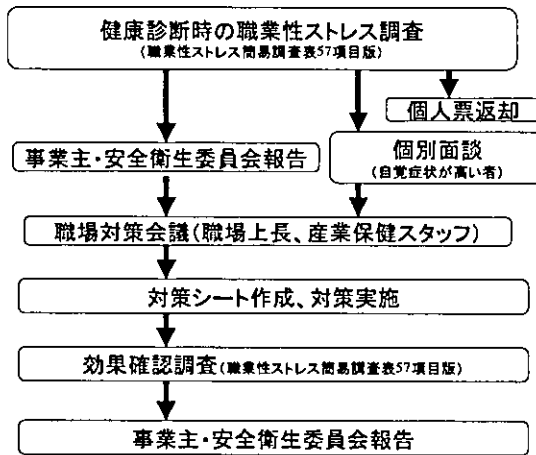 健康診断時の職業性ストレス調査
(職業性ストレス簡易調査表57項目版)
個人票返却
事業主・安全衛生委員会報告
個別面談
(自覚症状が高い者)
職場対策会議(職場上長、産業保健スタッフ)
対策シート作成、対策実施
効果確認調査(職業性ストレス簡易調査表57項目版)
事業主・安全衛生委員会報告